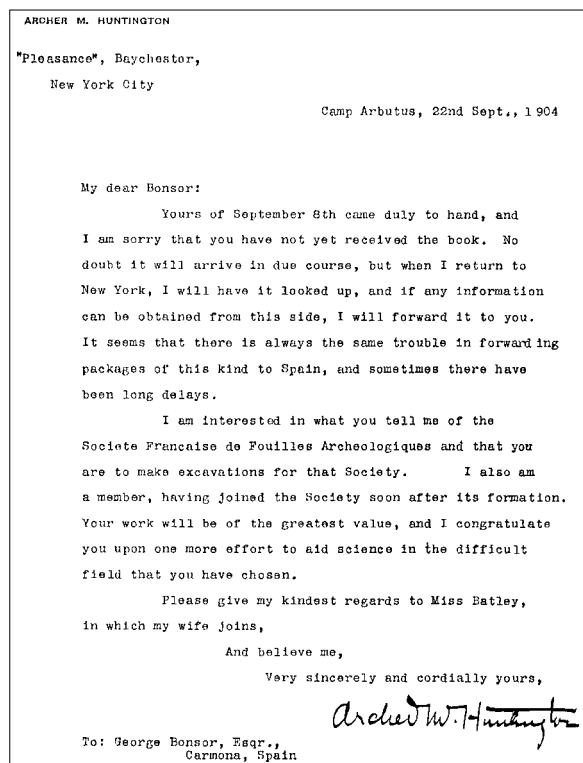 ARCHER M. HUNTINGTON
"Pleasance", Baychester,
New York City
Camp Arbutus, 22nd Sept., 1904
My dear Bonsor:
Yours of September 8th came duly to hand, and
I am sorry that you have not yet received the book. No
doubt it will arrive in due course, but when I return to
New York, I will have it looked up, and if any information
can be obtained from this side, I will forward it to you.
It seems that there is always the same trouble in forwarding
packages of this kind to Spain, and sometimes there have
been long delays.
I am interested in what you tell me of the
Societe Francaise de Fouilles Archeologiques and that you
are to make excavations for that Society. I also am
a member, having joined the Society soon after its formation.
Your work will be of the greatest value, and I congratulate
you upon one more effort to aid science in the difficult
field that you have chosen.
Please give my kindest regards to Miss Batley,
in which my wife joins,
And believe me,
Very sincerely and cordially yours,
Archer M. Huntington
To: George Bonsor, Esqr.,
Carmona, Spain